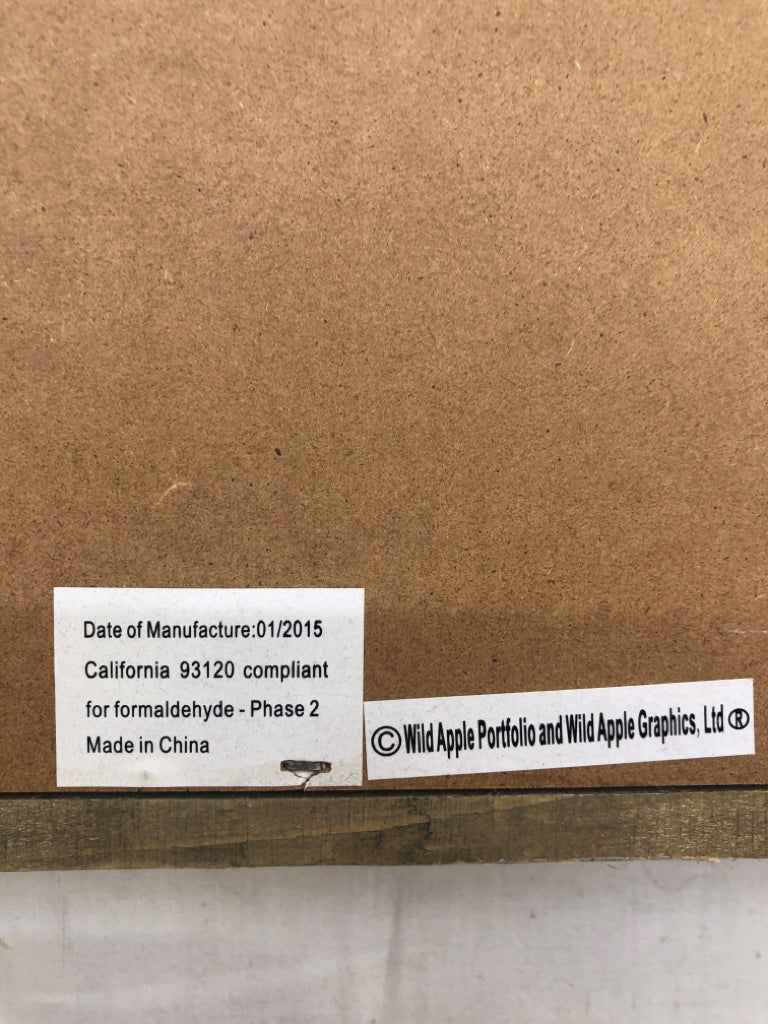 Date of Manufacture:01/2015
California 93120 compliant
for formaldehyde - Phase 2
Made in China
© Wild Apple Portfolio and Wild Apple Graphics, Ltd ®